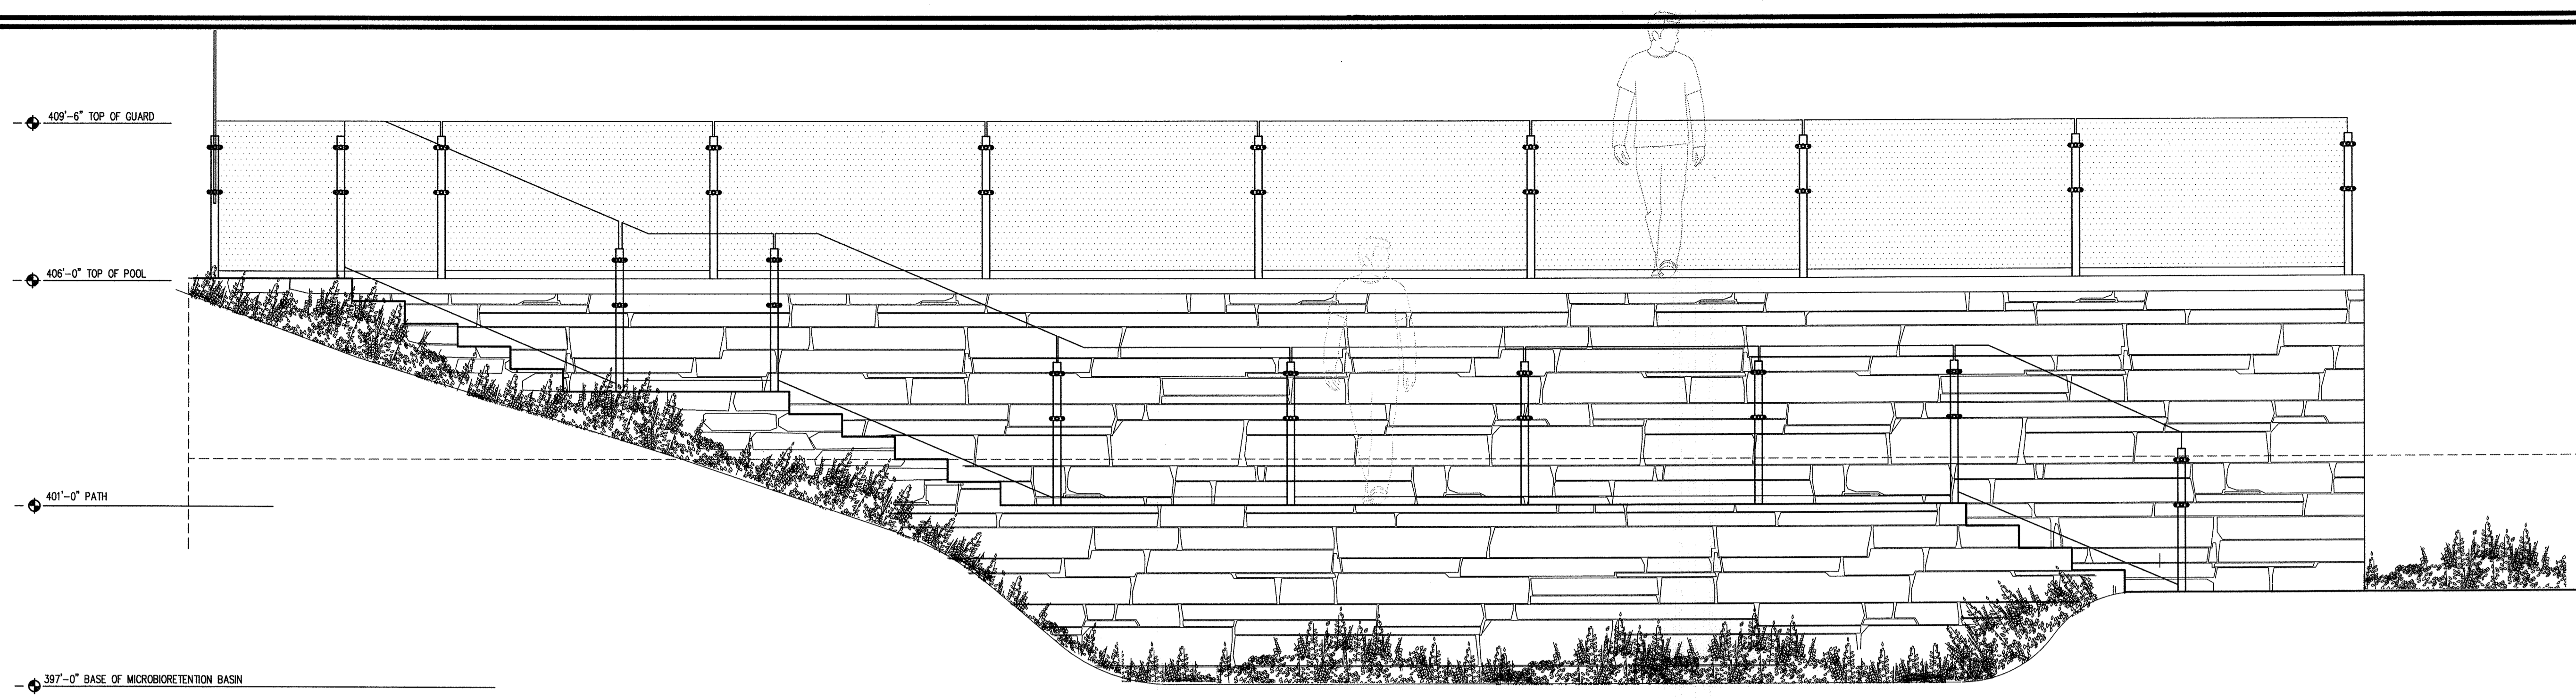 409'-6" TOP OF GUARD
406'-0" TOP OF POOL
401'-0" PATH
397'-0" BASE OF MICROBIORETENTION BASIN